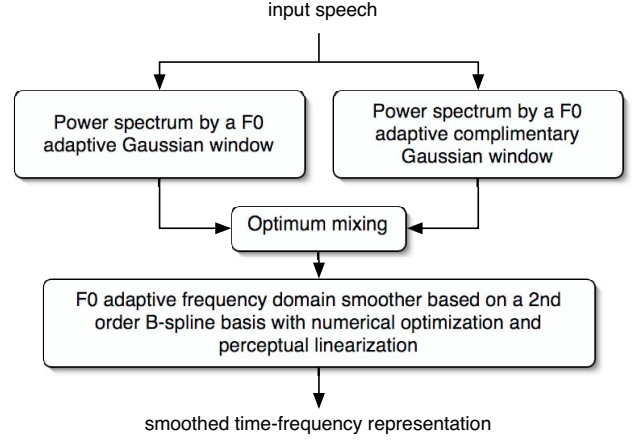 input speech
Power spectrum by a F0
adaptive Gaussian window
Power spectrum by a F0
adaptive complimentary
Gaussian window
Optimum mixing
F0 adaptive frequency domain smoother based on a 2nd
order B-spline basis with numerical optimization and
perceptual linearization
smoothed time-frequency representation